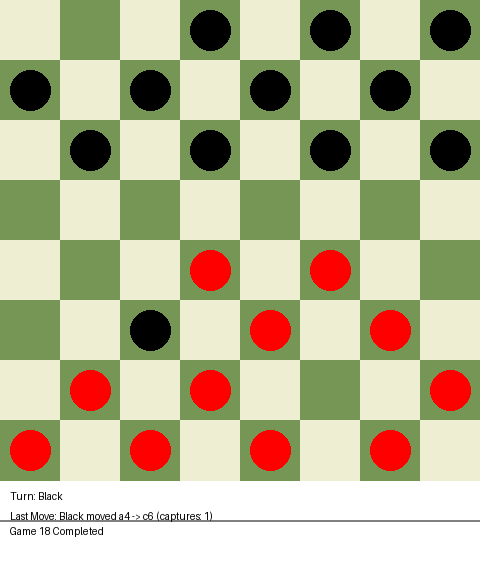 Turn: Black
Last Move: Black moved a4 -> c6 (captures: 1)
Game 18 Completed